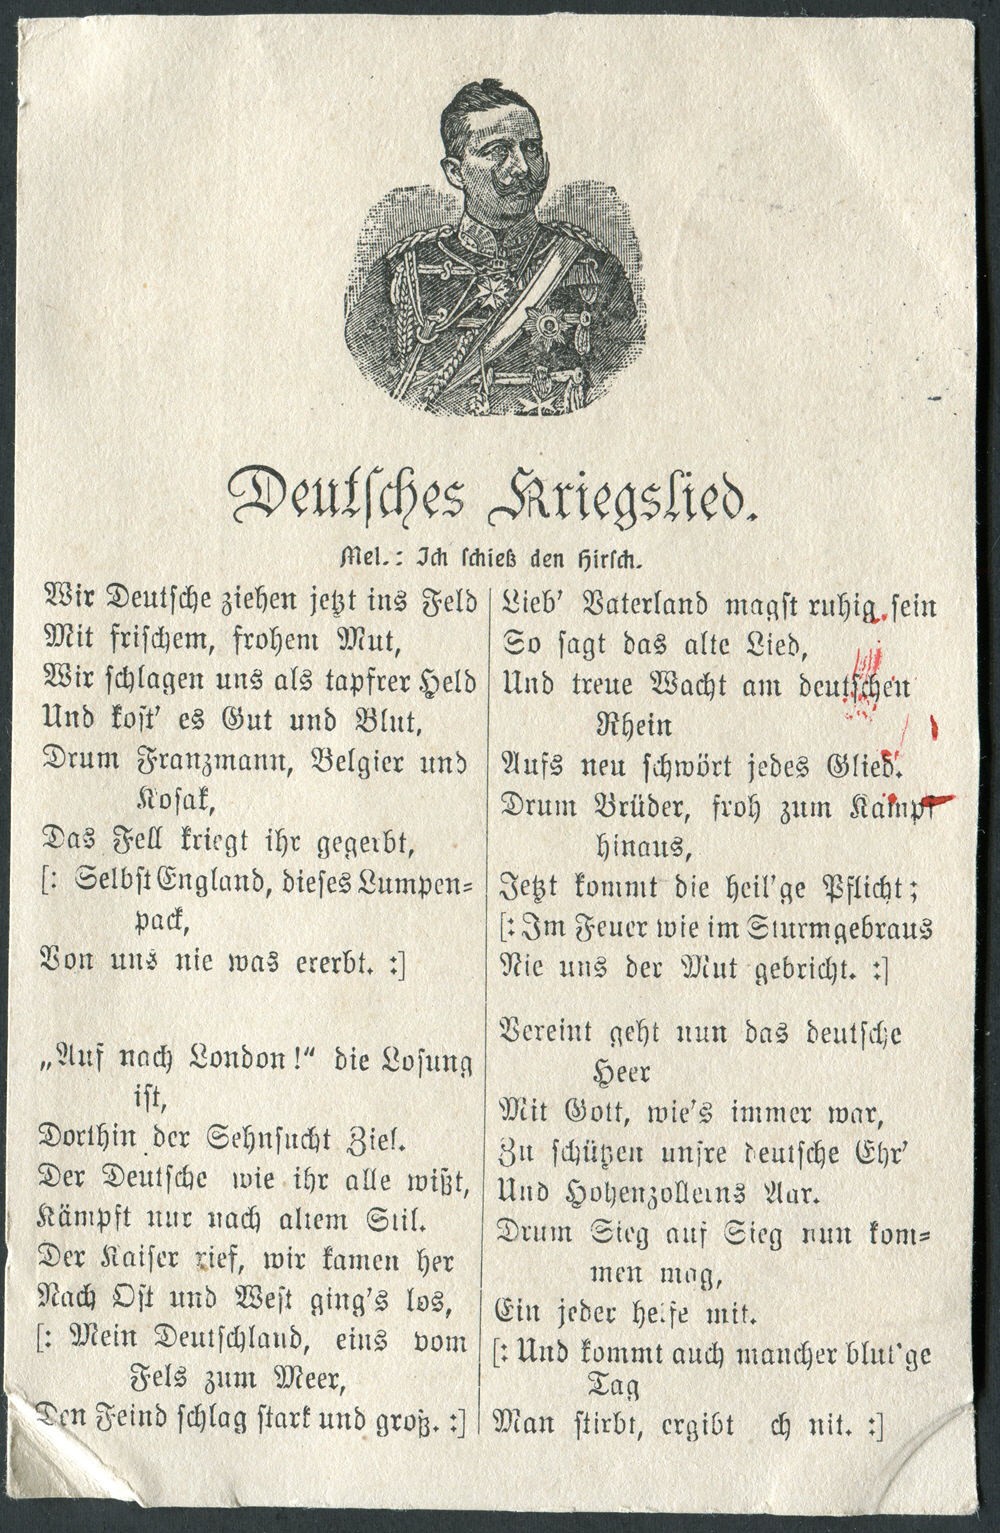 Deutsches Kriegslied.
Mel.: Ich schieß den Hirsch.
Wir Deutsche ziehen jetzt ins Feld
Mit frischem, frohem Mut,
Wir schlagen uns als tapfrer Held
Und kost' es Gut und Blut,
Drum Franzmann, Belgier und
Kosak,
Das Fell kriegt ihr gegerbt,
[: Selbst England, dieses Lumpen-
pack,
Von uns nie was ererbt. :]
„Auf nach London!“ die Losung
ist,
Dorthin der Sehnsucht Ziel.
Der Deutsche wie ihr alle wißt,
Kämpft nur nach altem Stil.
Der Kaiser rief, wir kamen her
Nach Ost und West ging's los,
[: Mein Deutschland, eins vom
Fels zum Meer,
Den Feind schlag stark und groß. :]
Lieb' Vaterland magst ruhig sein
So sagt das alte Lied,
Und treue Wacht am deutschen
Rhein
Aufs neu schwört jedes Glied.
Drum Brüder, froh zum Kampf
hinaus,
Jetzt kommt die heil'ge Pflicht;
[: Im Feuer wie im Sturmgebraus
Nie uns der Mut gebricht. :]
Vereint geht nun das deutsche
Heer
Mit Gott, wie's immer war,
Zu schützen unsre deutsche Ehr'
Und Hohenzollerns Aar.
Drum Sieg auf Sieg nun kom-
men mag,
Ein jeder helfe mit.
[: Und kommt auch mancher blut'ge
Tag
Man stirbt, ergibt ch nit. :]